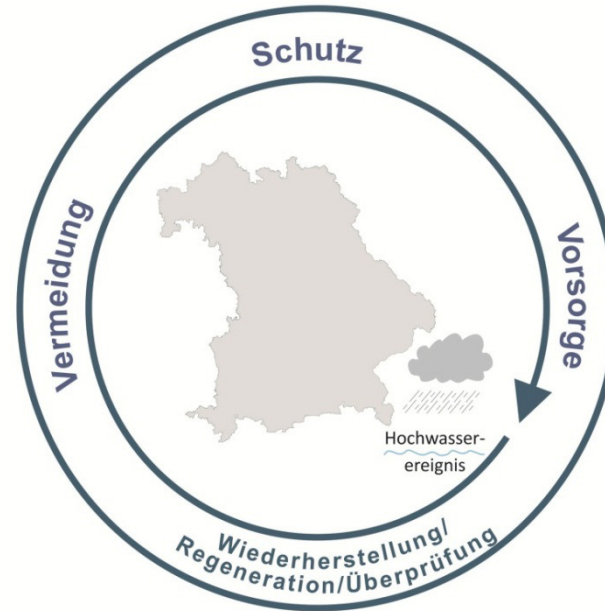 Schutz
Vermeidung
Vorsorge
Hochwasser-
ereignis
Wiederherstellung/
Regeneration/Überprüfung